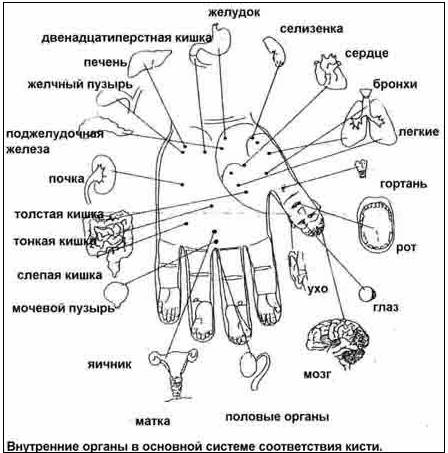 желудок
двенадцатиперстная кишка
селизенка
печень
сердце
желчный пузырь
бронхи
поджелудочная
железа
легкие
почка
гортань
толстая кишка
тонкая кишка
рот
слепая кишка
ухо
мочевой пузырь
глаз
яичник
мозг
матка
половые органы
Внутренние органы в основной системе соответствия кисти.